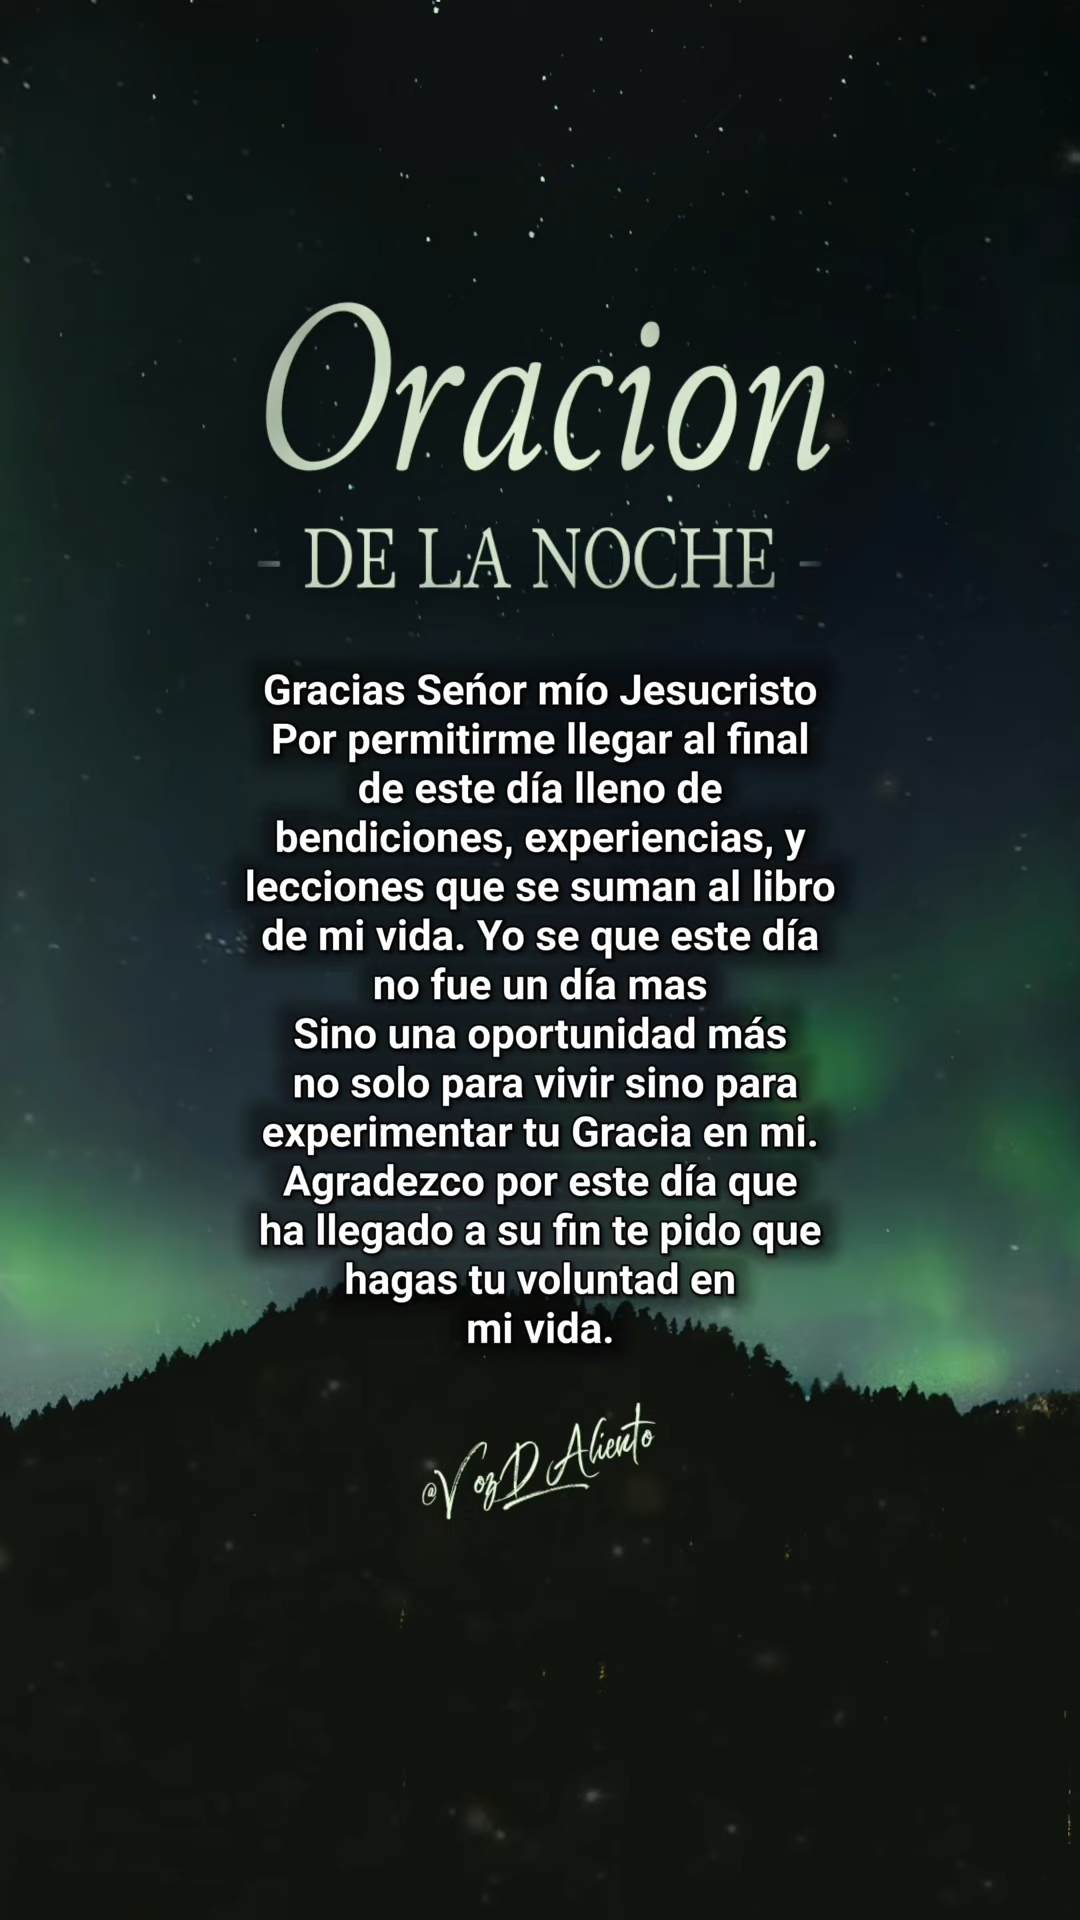 Oracion
- DE LA NOCHE -
Gracias Seńor mío Jesucristo
Por permitirme llegar al final
de este día lleno de
bendiciones, experiencias, y
lecciones que se suman al libro
de mi vida. Yo se que este día
no fue un día mas
Sino una oportunidad más
no solo para vivir sino para
experimentar tu Gracia en mi.
Agradezco por este día que
ha llegado a su fin te pido que
hagas tu voluntad en
mi vida.
@VozD Aliento